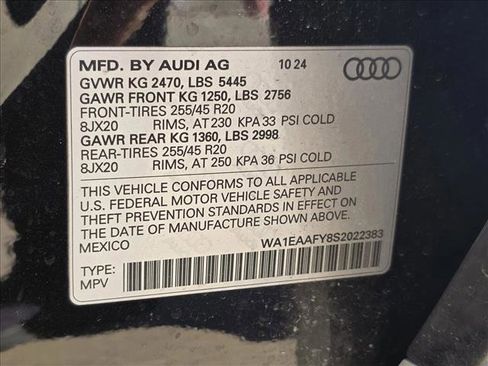 MFD. BY AUDI AG 10 24
GVWR KG 2470, LBS 5445
GAWR FRONT KG 1250, LBS 2756
FRONT-TIRES 255/45 R20
8JX20 RIMS, AT 230 KPA 33 PSI COLD
GAWR REAR KG 1360, LBS 2998
REAR-TIRES 255/45 R20
8JX20 RIMS, AT 250 KPA 36 PSI COLD
THIS VEHICLE CONFORMS TO ALL APPLICABLE
U.S. FEDERAL MOTOR VEHICLE SAFETY AND
THEFT PREVENTION STANDARDS IN EFFECT ON
THE DATE OF MANUFACTURE SHOWN ABOVE.
MEXICO WA1EAAFY8S2022383
TYPE:
MPV